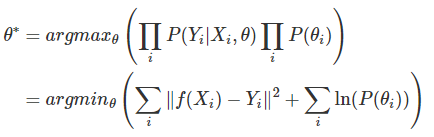 θ* = argmax_θ ( ∏_i P(Y_i|X_i, θ) ∏_i P(θ_i) )
= argmin_θ ( ∑_i ‖f(X_i) − Y_i‖² + ∑_i ln(P(θ_i)) )